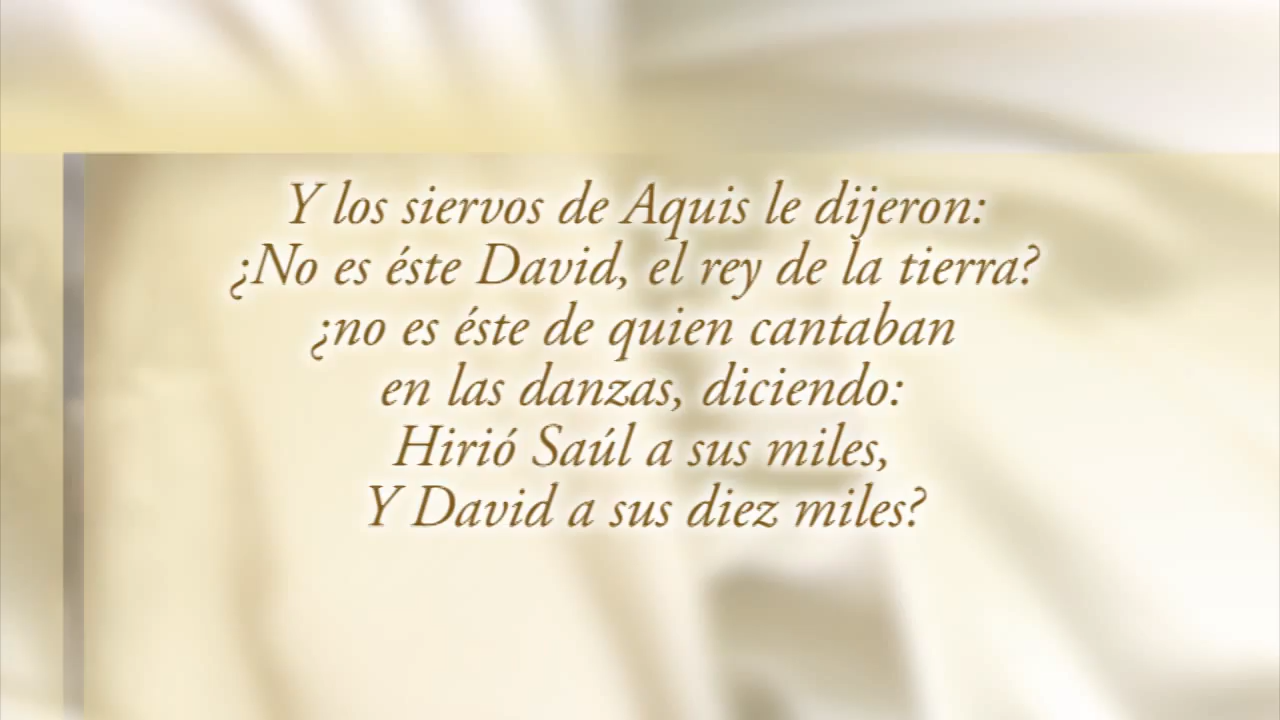 Y los siervos de Aquis le dijeron:
¿No es éste David, el rey de la tierra?
¿no es éste de quien cantaban
en las danzas, diciendo:
Hirió Saúl a sus miles,
Y David a sus diez miles?